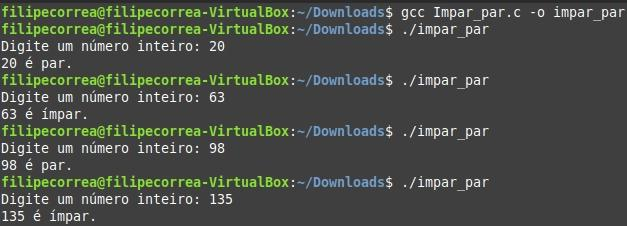 filipecorrea@filipecorrea-VirtualBox:~/Downloads$ gcc Impar_par.c -o impar_par
filipecorrea@filipecorrea-VirtualBox:~/Downloads$ ./impar_par
Digite um número inteiro: 20
20 é par.
filipecorrea@filipecorrea-VirtualBox:~/Downloads$ ./impar_par
Digite um número inteiro: 63
63 é ímpar.
filipecorrea@filipecorrea-VirtualBox:~/Downloads$ ./impar_par
Digite um número inteiro: 98
98 é par.
filipecorrea@filipecorrea-VirtualBox:~/Downloads$ ./impar_par
Digite um número inteiro: 135
135 é ímpar.